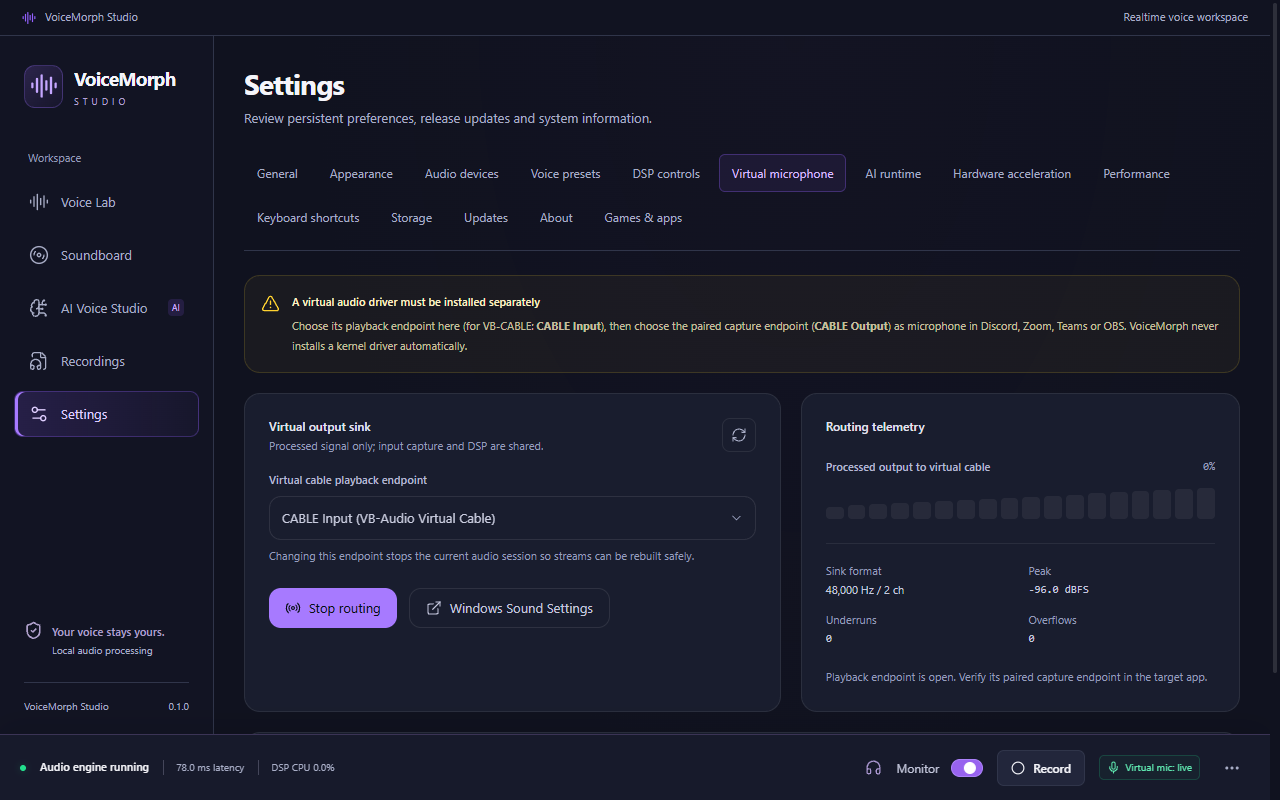 VoiceMorph Studio
Realtime voice workspace
VoiceMorph
STUDIO
Workspace
Voice Lab
Soundboard
AI Voice Studio AI
Recordings
Settings
Your voice stays yours.
Local audio processing
VoiceMorph Studio 0.1.0
Settings
Review persistent preferences, release updates and system information.
General Appearance Audio devices Voice presets DSP controls Virtual microphone AI runtime Hardware acceleration Performance
Keyboard shortcuts Storage Updates About Games & apps
A virtual audio driver must be installed separately
Choose its playback endpoint here (for VB-CABLE: CABLE Input), then choose the paired capture endpoint (CABLE Output) as microphone in Discord, Zoom, Teams or OBS. VoiceMorph never
installs a kernel driver automatically.
Virtual output sink
Processed signal only; input capture and DSP are shared.
Virtual cable playback endpoint
CABLE Input (VB-Audio Virtual Cable)
Changing this endpoint stops the current audio session so streams can be rebuilt safely.
Stop routing
Windows Sound Settings
Routing telemetry
Processed output to virtual cable 0%
Sink format Peak
48,000 Hz / 2 ch -96.0 dBFS
Underruns Overflows
0 0
Playback endpoint is open. Verify its paired capture endpoint in the target app.
Audio engine running 78.0 ms latency DSP CPU 0.0%
Monitor
Record
Virtual mic: live